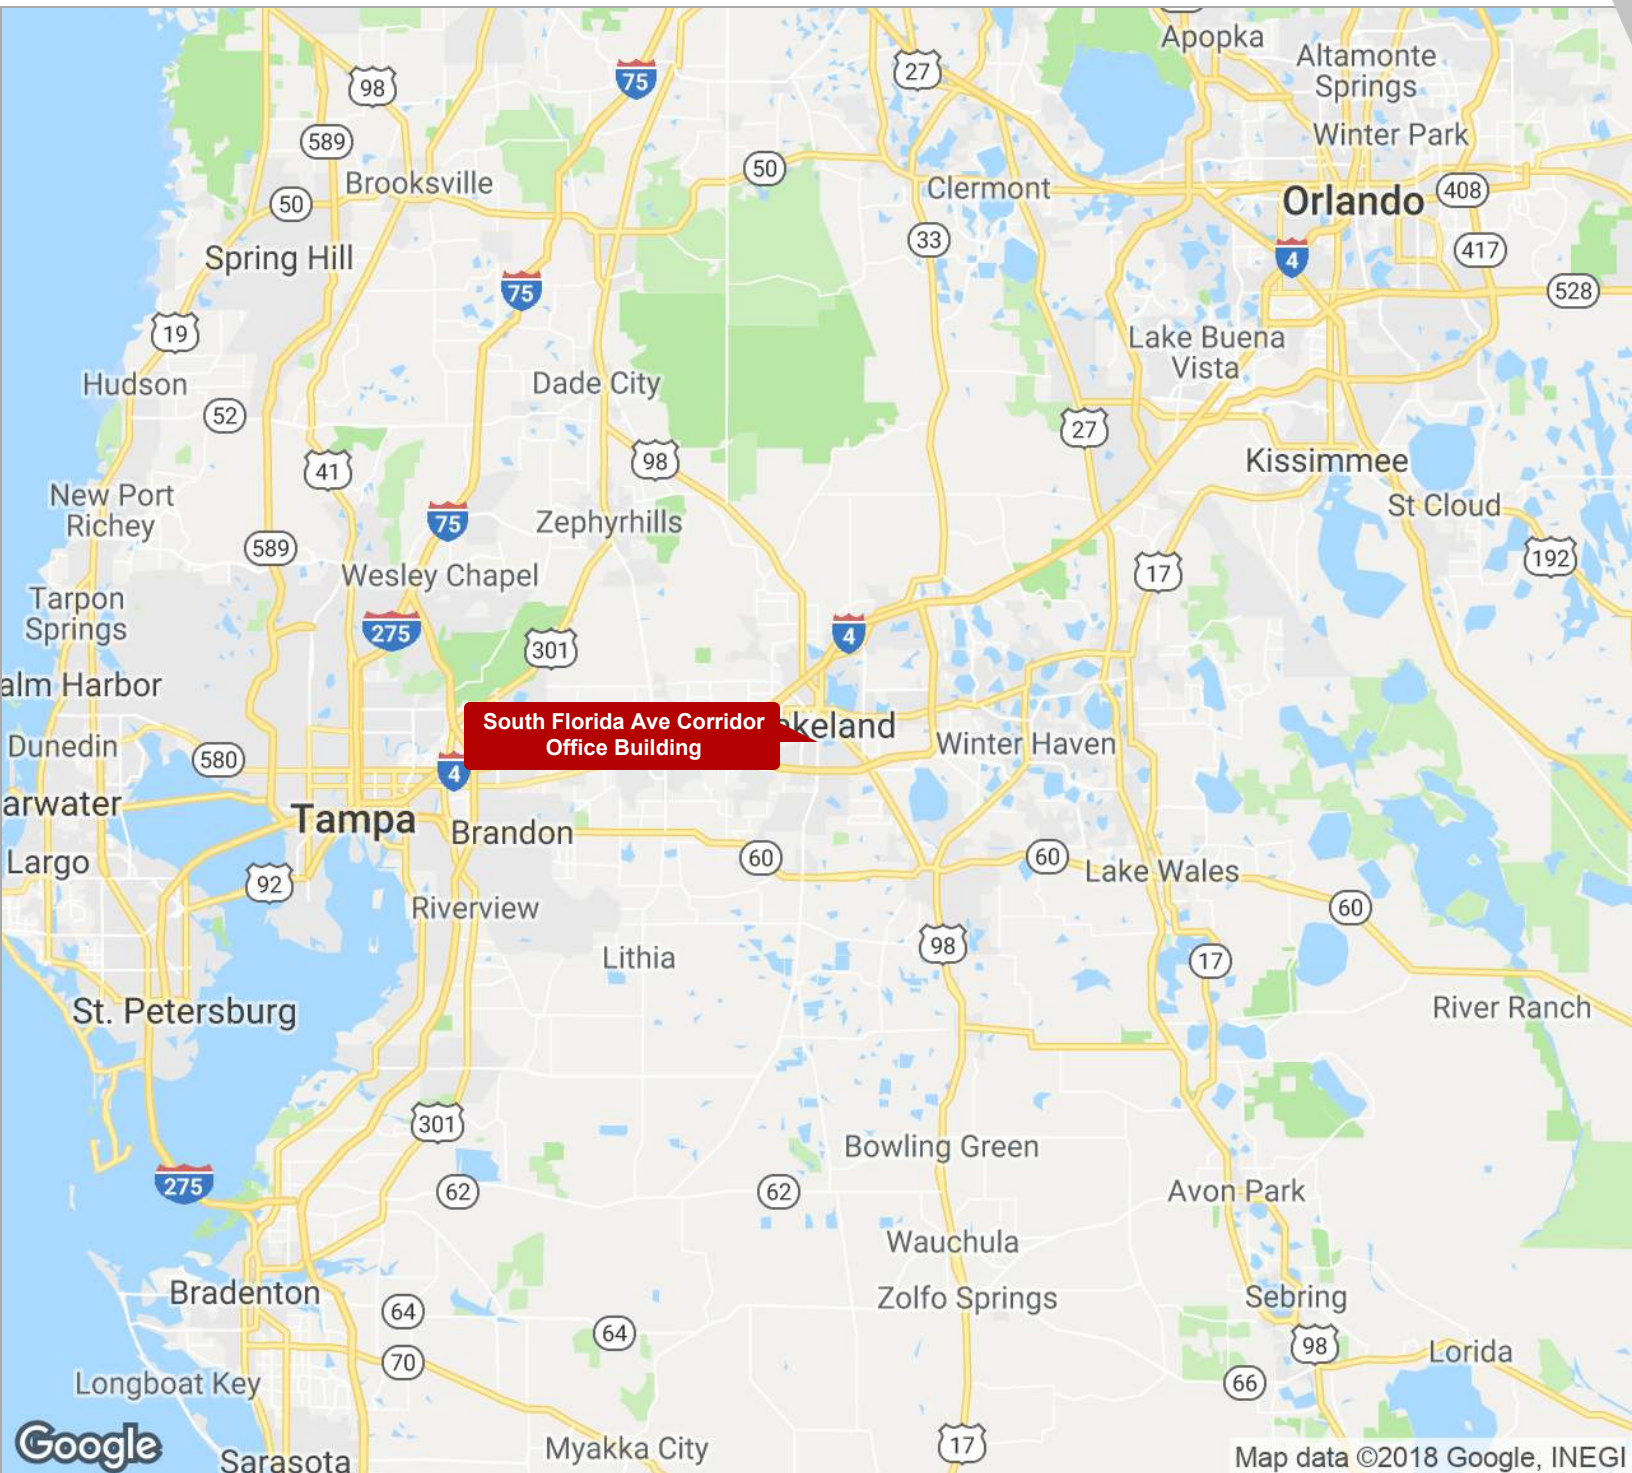 Apopka
Altamonte
Springs
27
75
98
Winter Park
589
50
Brooksville
Clermont
Orlando
408
50
33
417
Spring Hill
4
75
528
19
Lake Buena
Vista
Hudson
Dade City
52
27
98
41
Kissimmee
New Port
Richey
St Cloud
75
Zephyrhills
589
192
Wesley Chapel
17
Tarpon
Springs
275
4
301
alm Harbor
South Florida Ave Corridor
Office Building
akeland
Dunedin
Winter Haven
580
4
arwater
Tampa
Brandon
60
60
Largo
Lake Wales
92
Riverview
60
98
Lithia
17
St. Petersburg
River Ranch
301
Bowling Green
275
62
62
Avon Park
Wauchula
Bradenton
Zolfo Springs
Sebring
64
64
98
Lorida
70
Longboat Key
66
Google
Myakka City
17
Sarasota
Map data ©2018 Google, INEGI